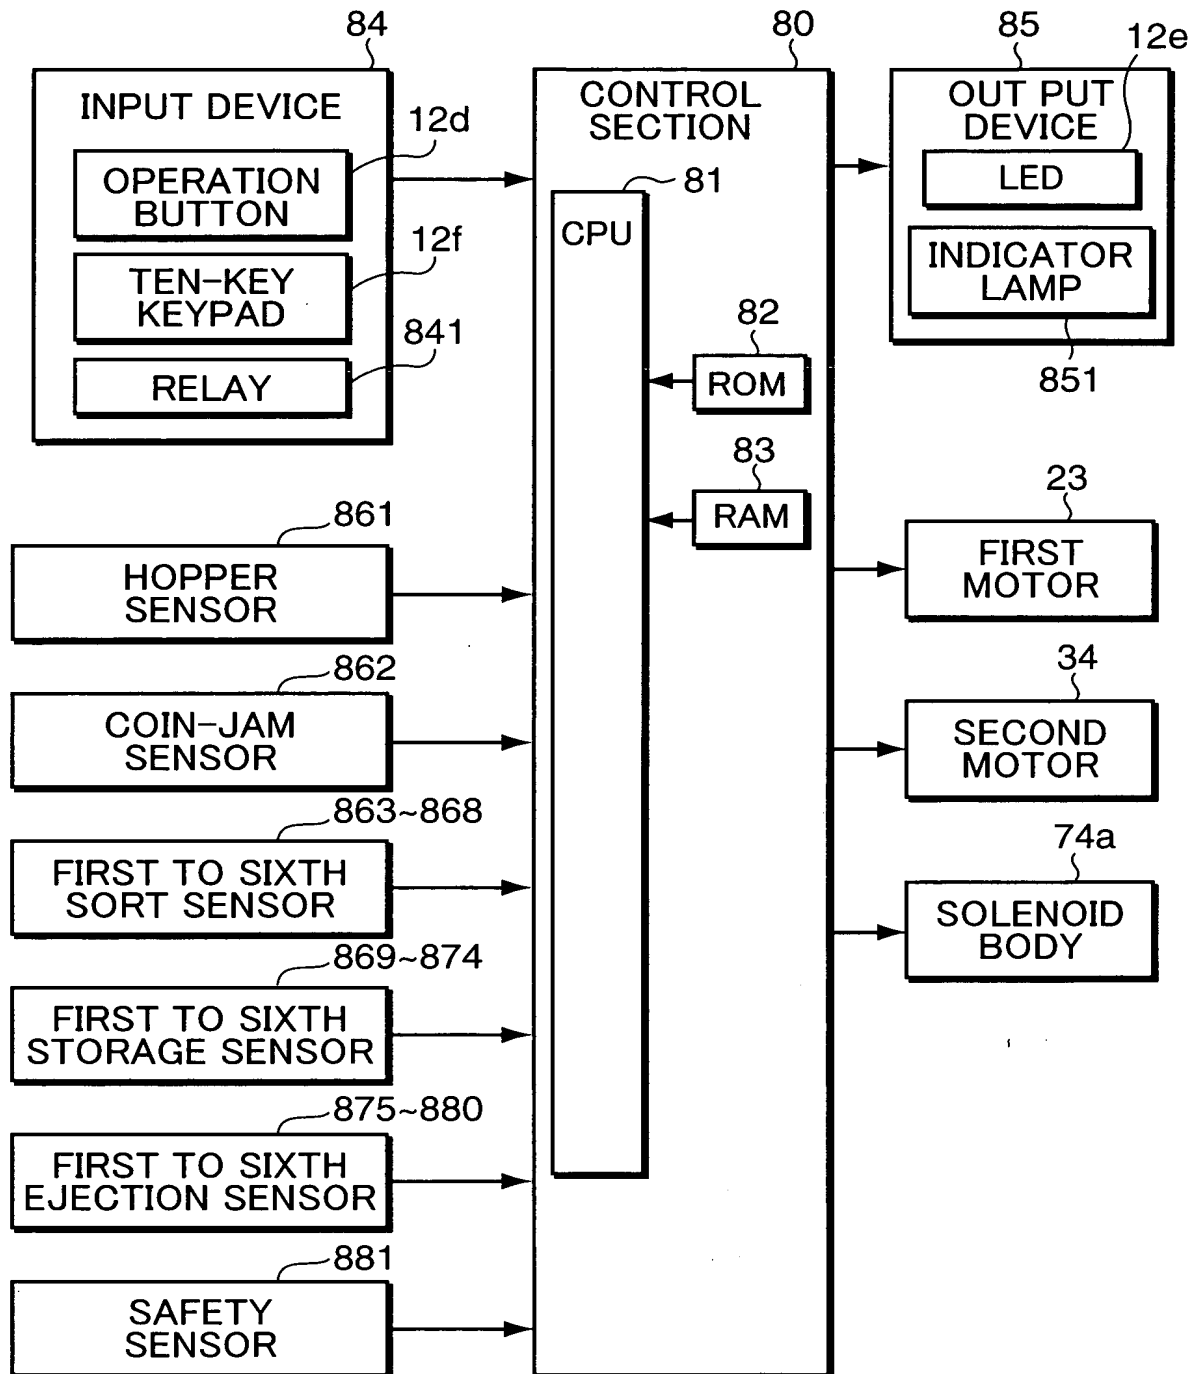 84
INPUT DEVICE
12d
OPERATION
BUTTON
12f
TEN-KEY
KEYPAD
841
RELAY
80
CONTROL
SECTION
81
CPU
82
ROM
83
RAM
85
12e
OUT PUT
DEVICE
LED
INDICATOR
LAMP
851
861
HOPPER
SENSOR
862
COIN-JAM
SENSOR
863~868
FIRST TO SIXTH
SORT SENSOR
869~874
FIRST TO SIXTH
STORAGE SENSOR
875~880
FIRST TO SIXTH
EJECTION SENSOR
881
SAFETY
SENSOR
23
FIRST
MOTOR
34
SECOND
MOTOR
74a
SOLENOID
BODY